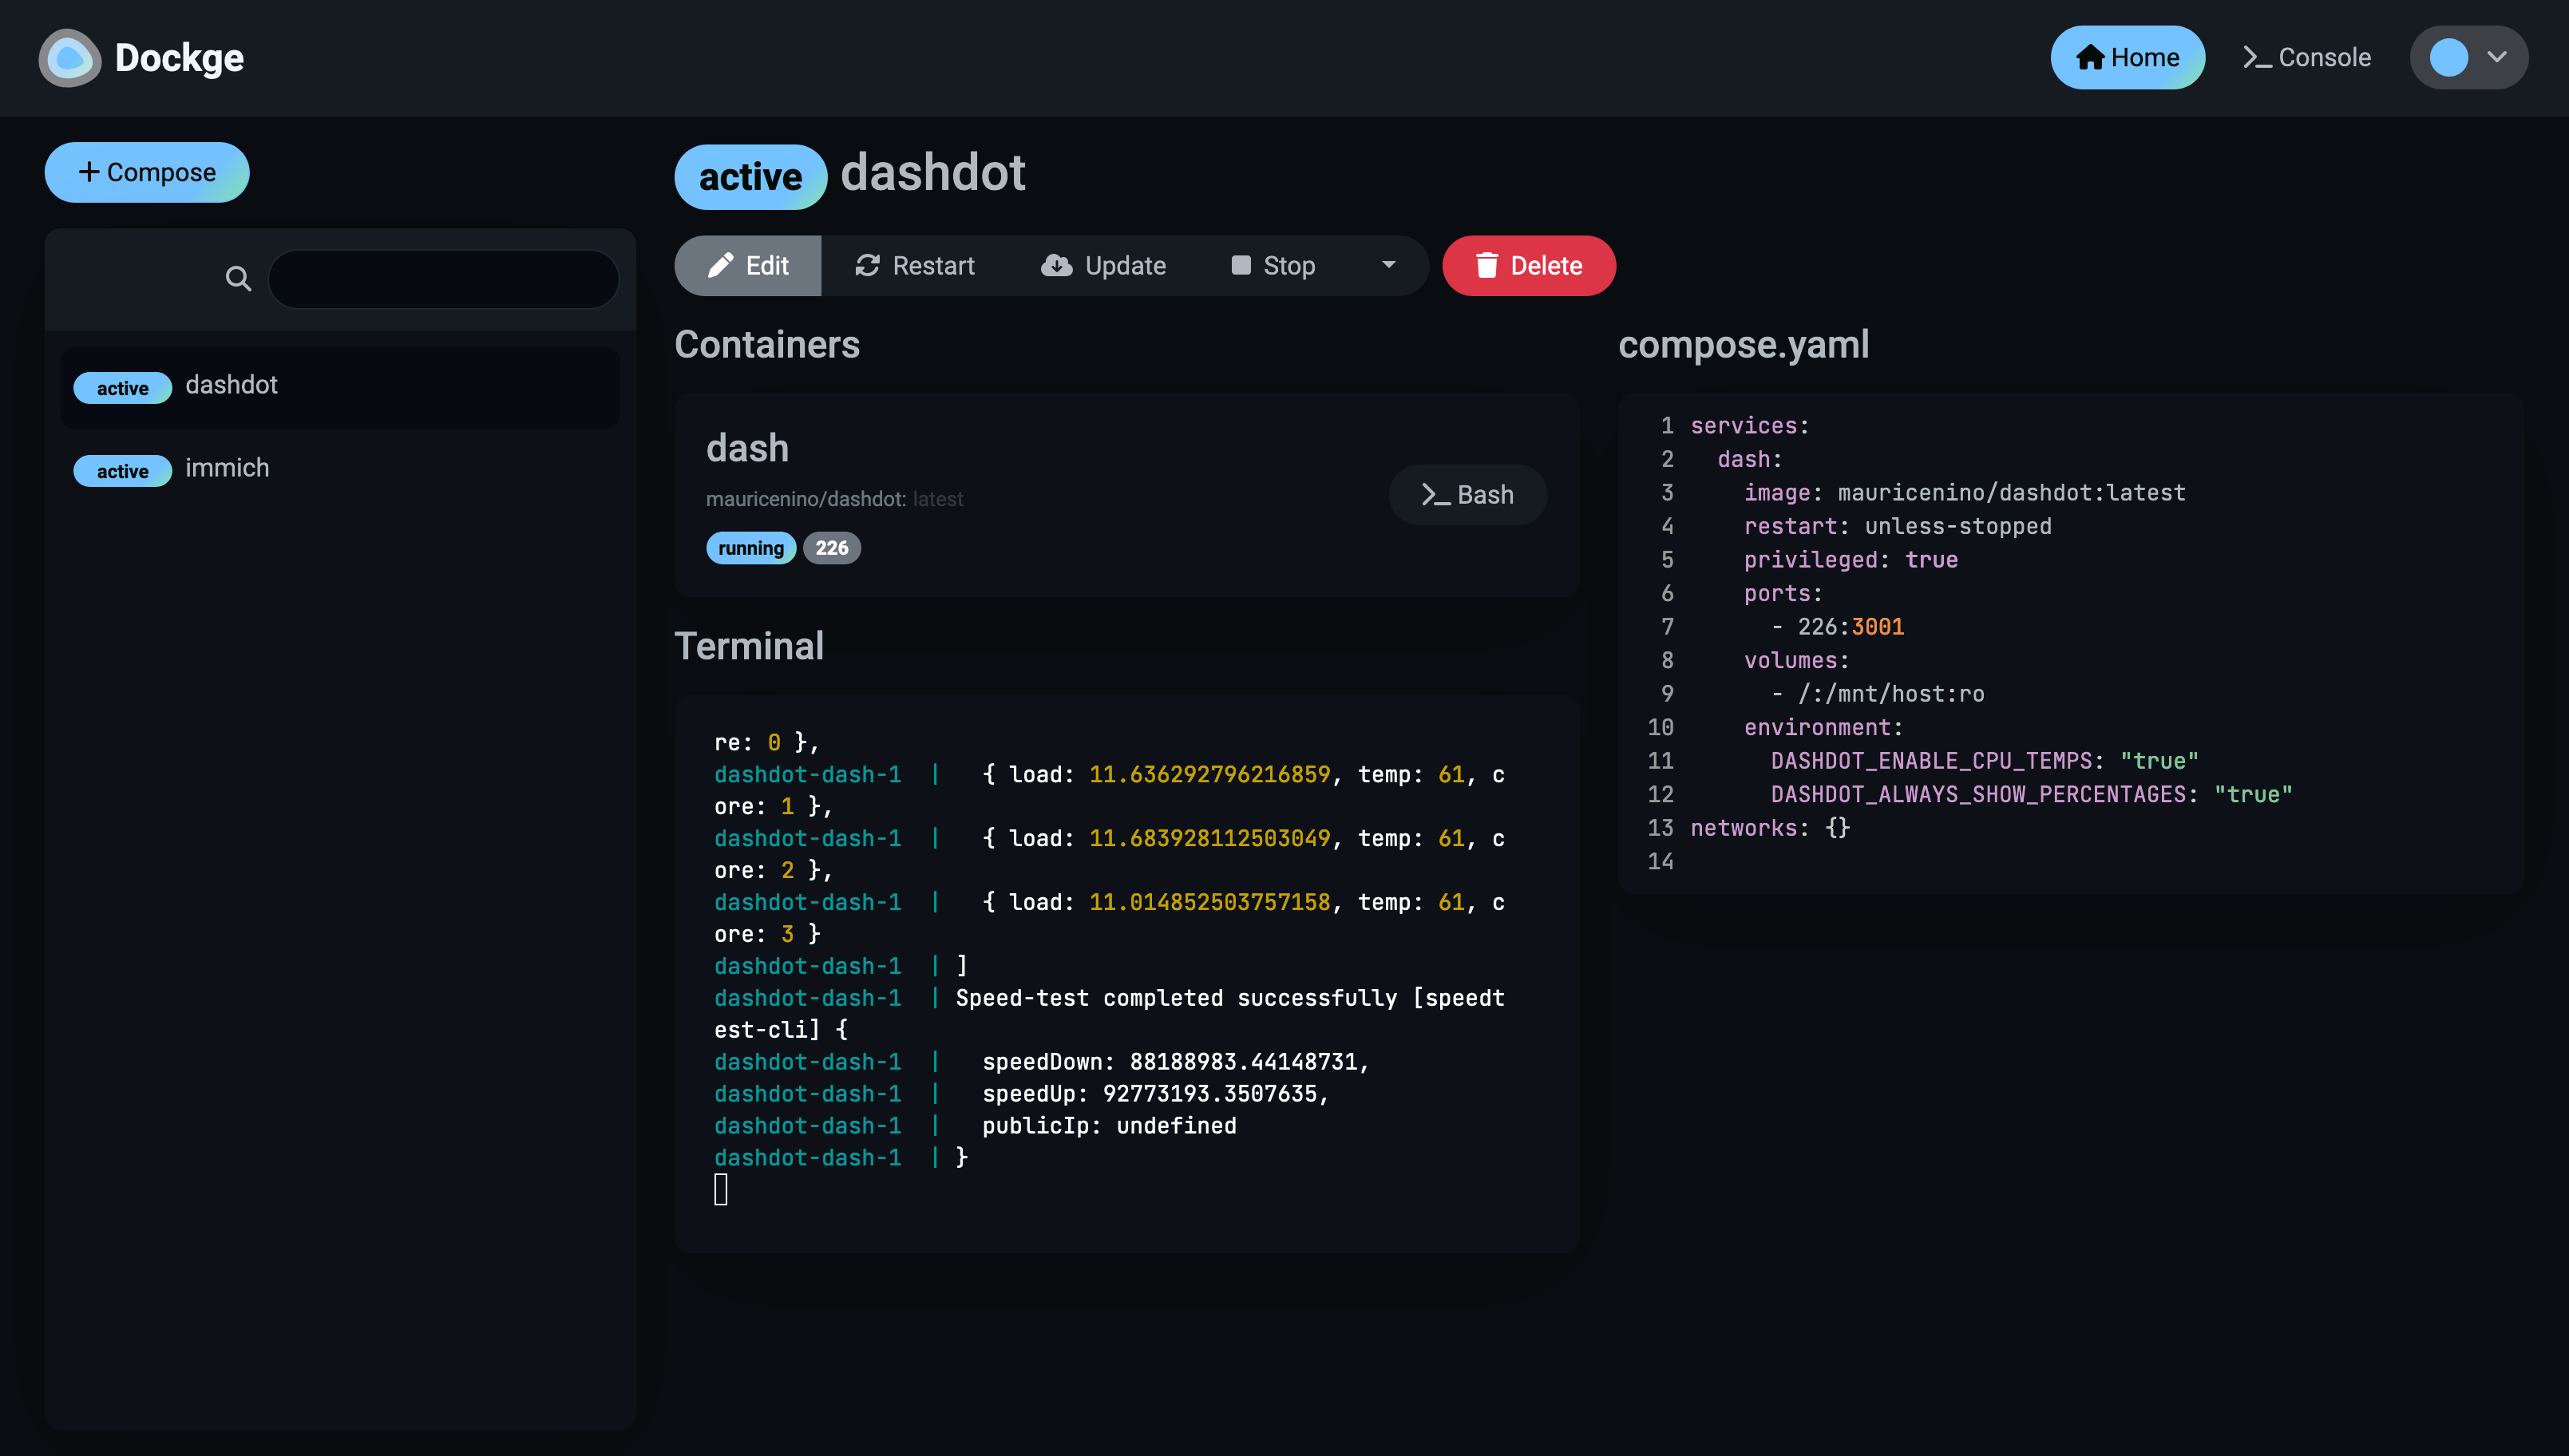 Dockge
Home
Console
Compose
active dashdot
active immich
active dashdot
Edit
Restart
Update
Stop
Delete
Containers
dash
mauricenino/dashdot: latest
running 226
Bash
Terminal
re: 0 },
dashdot-dash-1  |   { load: 11.636292796216859, temp: 61, c
ore: 1 },
dashdot-dash-1  |   { load: 11.683928112503049, temp: 61, c
ore: 2 },
dashdot-dash-1  |   { load: 11.014852503757158, temp: 61, c
ore: 3 }
dashdot-dash-1  | ]
dashdot-dash-1  | Speed-test completed successfully [speedt
est-cli] {
dashdot-dash-1  |   speedDown: 88188983.44148731,
dashdot-dash-1  |   speedUp: 92773193.3507635,
dashdot-dash-1  |   publicIp: undefined
dashdot-dash-1  | }
compose.yaml
1 services:
2   dash:
3     image: mauricenino/dashdot:latest
4     restart: unless-stopped
5     privileged: true
6     ports:
7       - 226:3001
8     volumes:
9       - /:/mnt/host:ro
10     environment:
11       DASHDOT_ENABLE_CPU_TEMPS: "true"
12       DASHDOT_ALWAYS_SHOW_PERCENTAGES: "true"
13 networks: {}
14